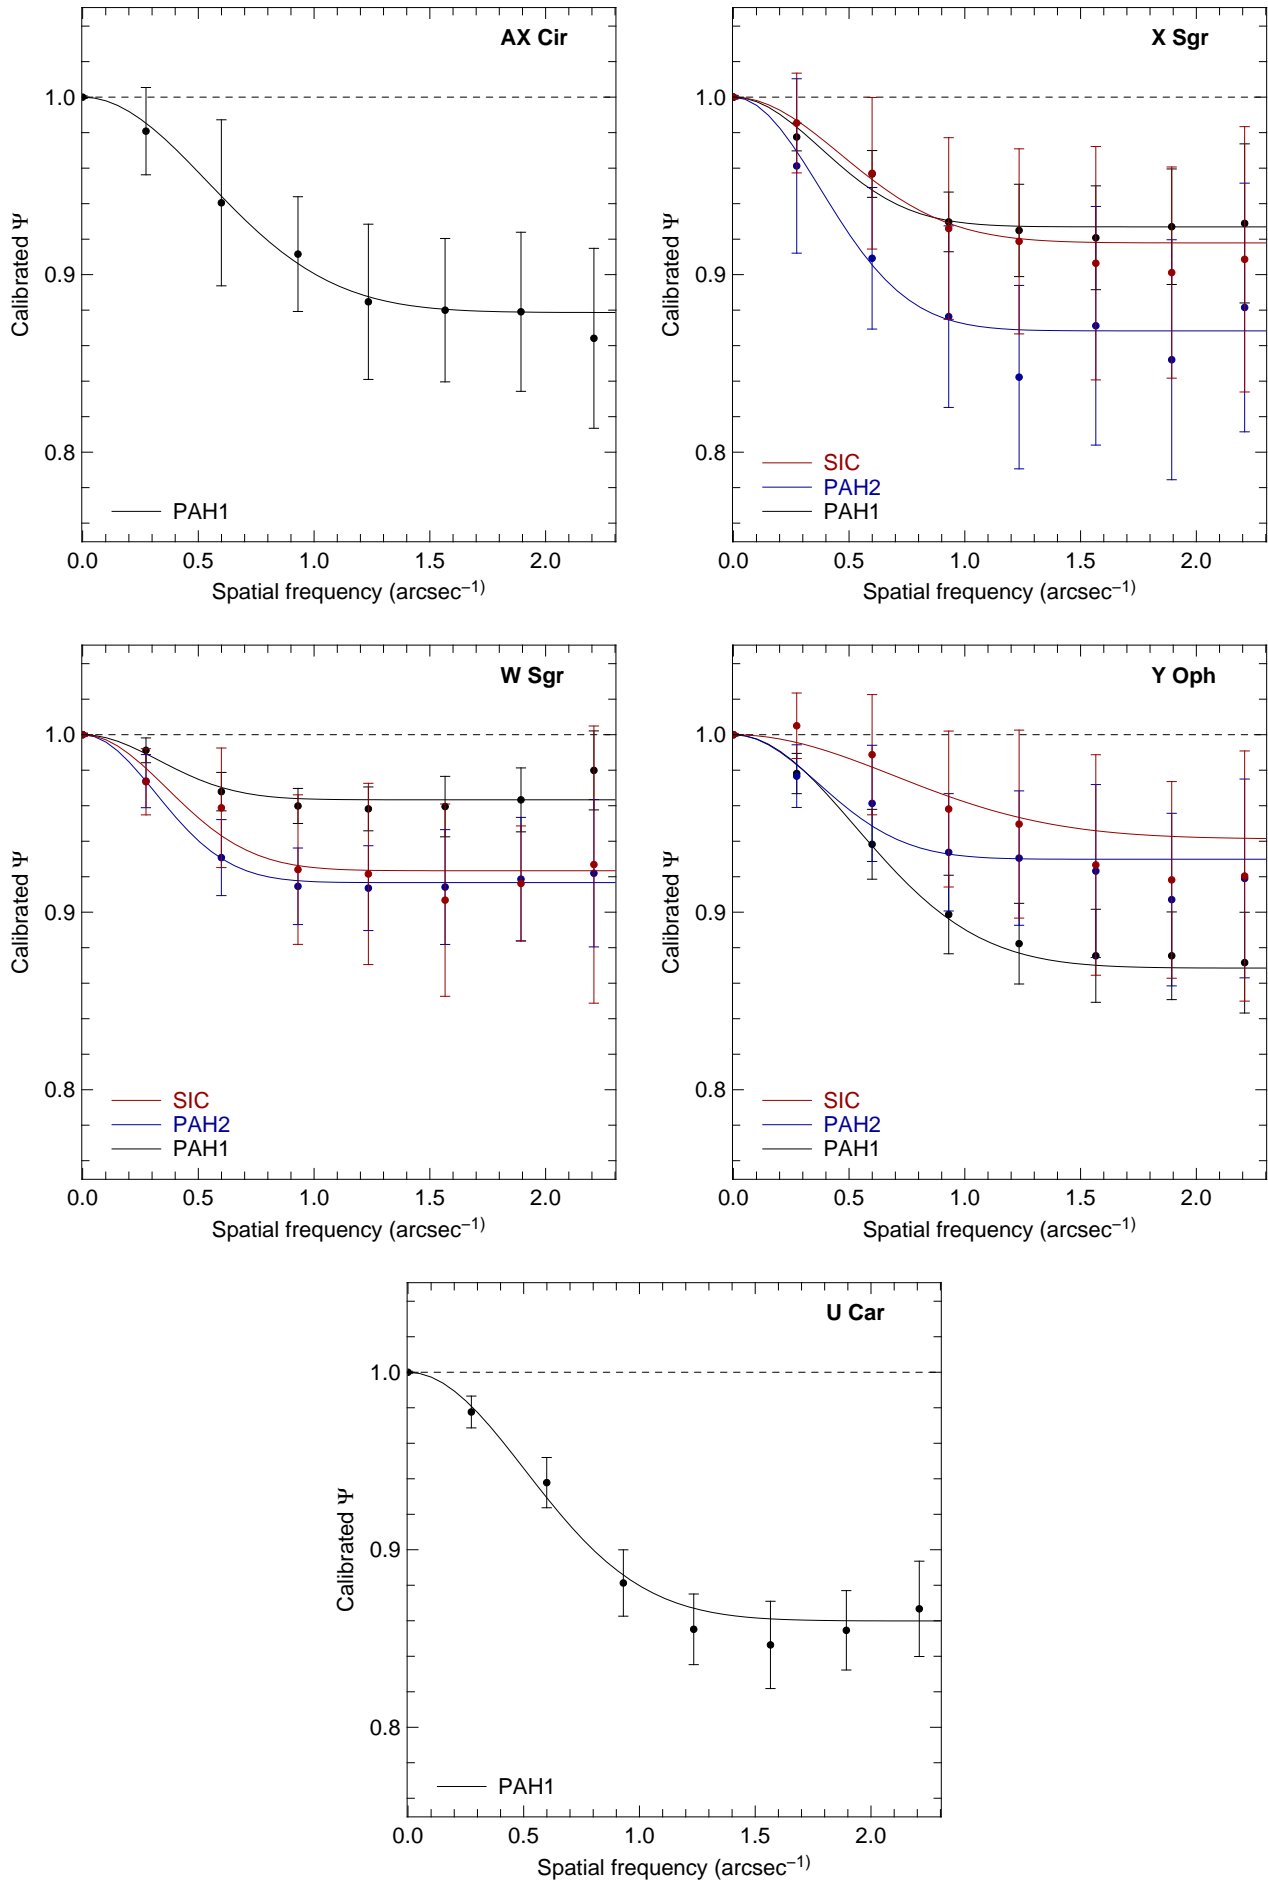 AX Cir
1.0
0.9
0.8
Calibrated Ψ
PAH1
0.0 0.5 1.0 1.5 2.0
Spatial frequency (arcsec−1)
X Sgr
1.0
0.9
0.8
Calibrated Ψ
SIC
PAH2
PAH1
0.0 0.5 1.0 1.5 2.0
Spatial frequency (arcsec−1)
W Sgr
1.0
0.9
0.8
Calibrated Ψ
SIC
PAH2
PAH1
0.0 0.5 1.0 1.5 2.0
Spatial frequency (arcsec−1)
Y Oph
1.0
0.9
0.8
Calibrated Ψ
SIC
PAH2
PAH1
0.0 0.5 1.0 1.5 2.0
Spatial frequency (arcsec−1)
U Car
1.0
0.9
0.8
Calibrated Ψ
PAH1
0.0 0.5 1.0 1.5 2.0
Spatial frequency (arcsec−1)